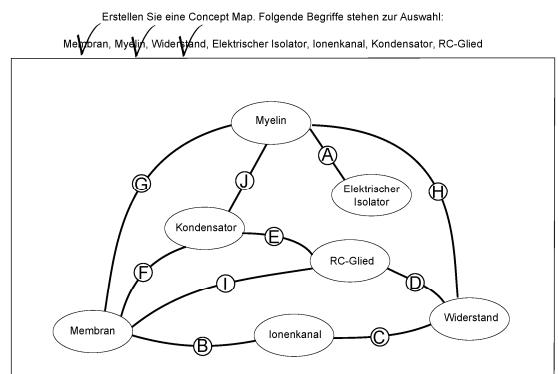 Erstellen Sie eine Concept Map. Folgende Begriffe stehen zur Auswahl:
Membran, Myelin, Widerstand, Elektrischer Isolator, Ionenkanal, Kondensator, RC-Glied
Myelin
A
G
J
H
Elektrischer
Isolator
Kondensator
E
RC-Glied
F
I
D
Membran
Widerstand
Ionenkanal
B
C